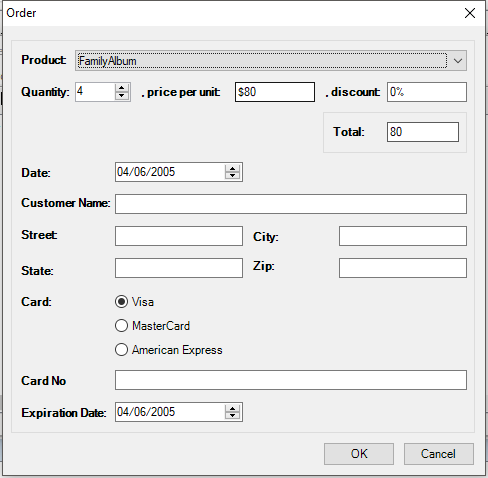 Order
Product: FamilyAlbum
Quantity: 4 , price per unit: $80 , discount: 0%
Total: 80
Date: 04/06/2005
Customer Name:
Street: City:
State: Zip:
Card: Visa
MasterCard
American Express
Card No
Expiration Date: 04/06/2005
OK Cancel